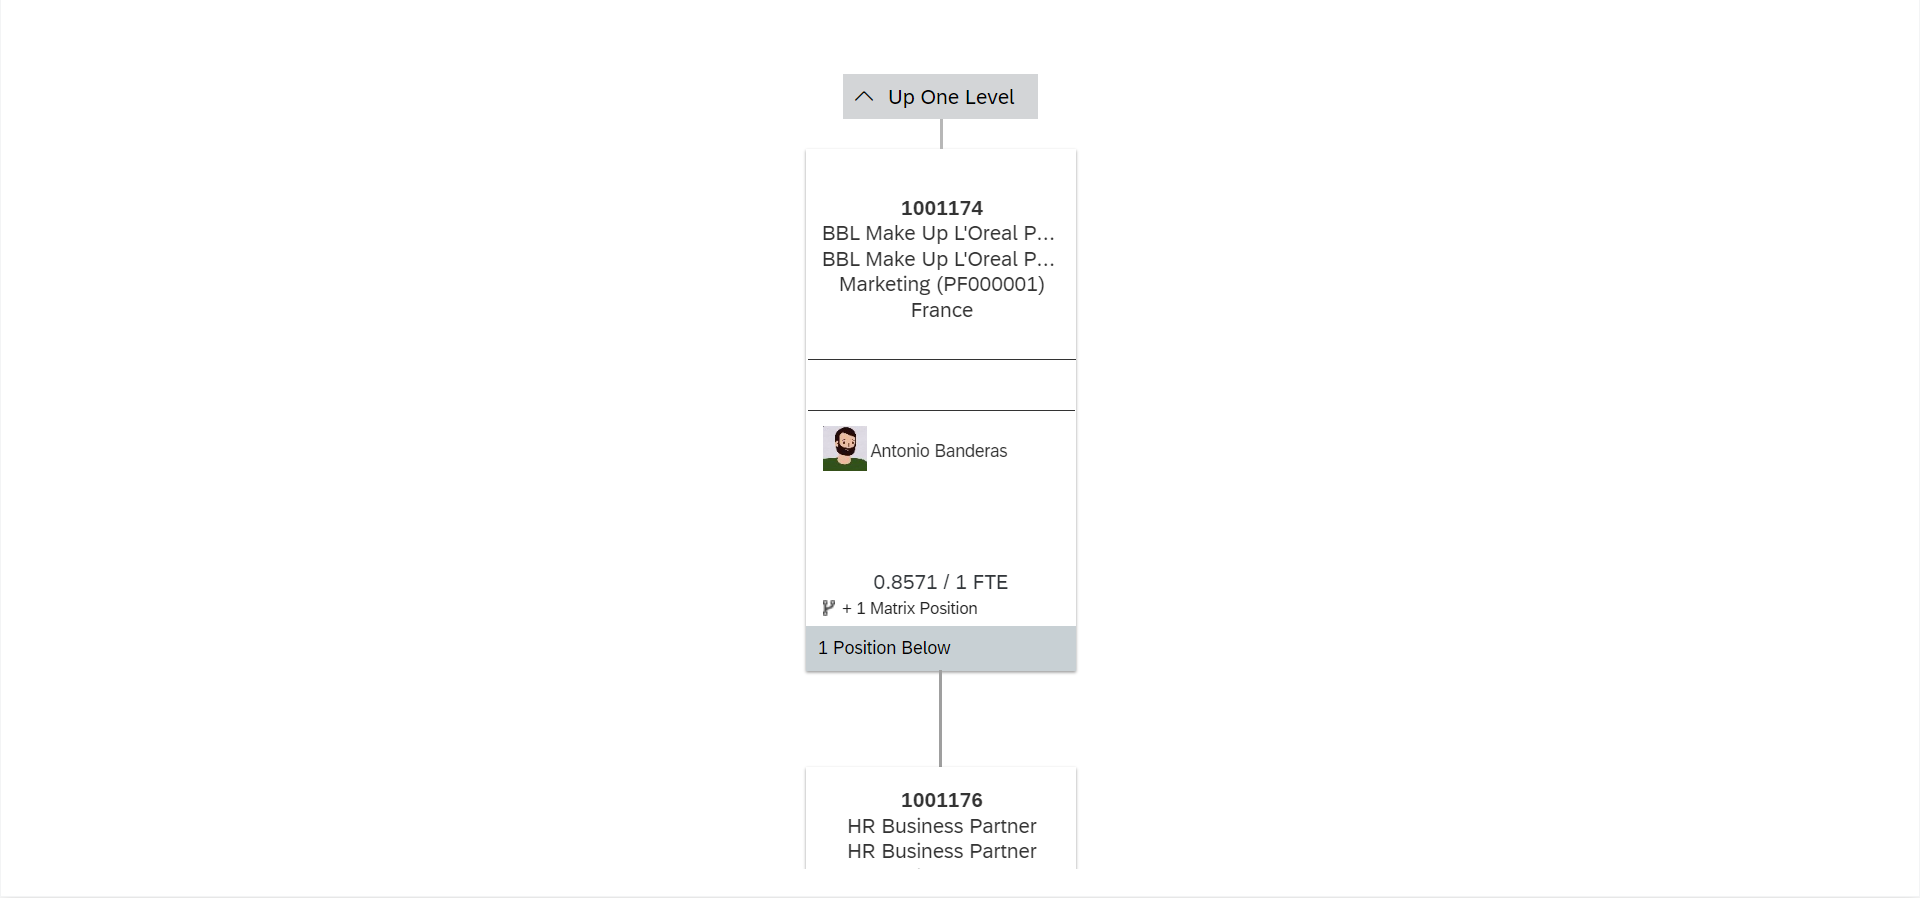 Up One Level
1001174
BBL Make Up L'Oreal P...
BBL Make Up L'Oreal P...
Marketing (PF000001)
France
Antonio Banderas
0.8571 / 1 FTE
+ 1 Matrix Position
1 Position Below
1001176
HR Business Partner
HR Business Partner